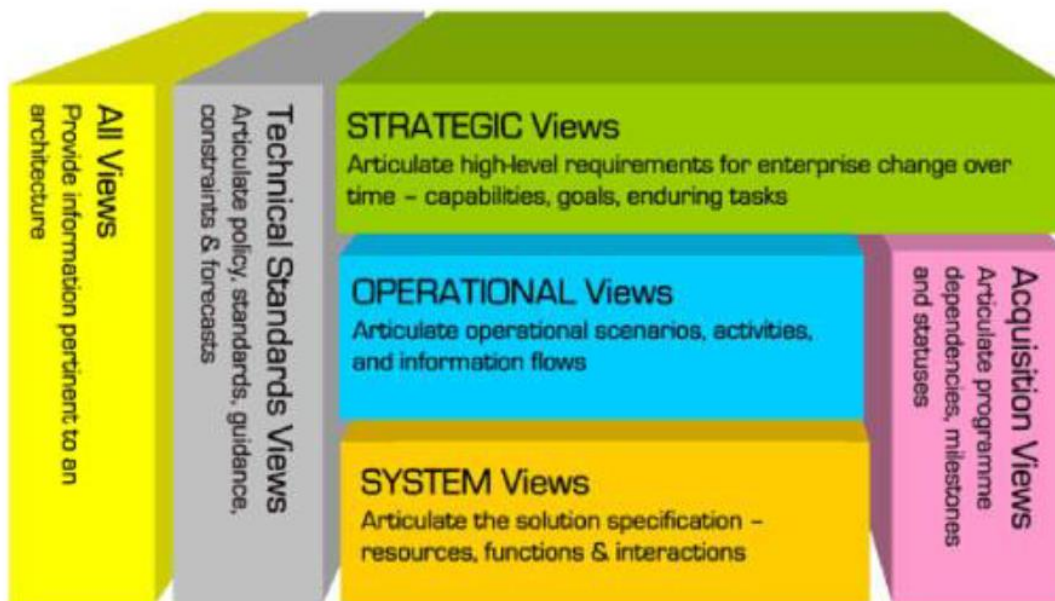 All Views
Provide information pertinent to an
architecture
Technical Standards Views
Articulate policy, standards, guidance,
constraints & forecasts
STRATEGIC Views
Articulate high-level requirements for enterprise change over
time – capabilities, goals, enduring tasks
OPERATIONAL Views
Articulate operational scenarios, activities,
and information flows
SYSTEM Views
Articulate the solution specification –
resources, functions & interactions
Acquisition Views
Articulate programme
dependencies, milestones
and statuses